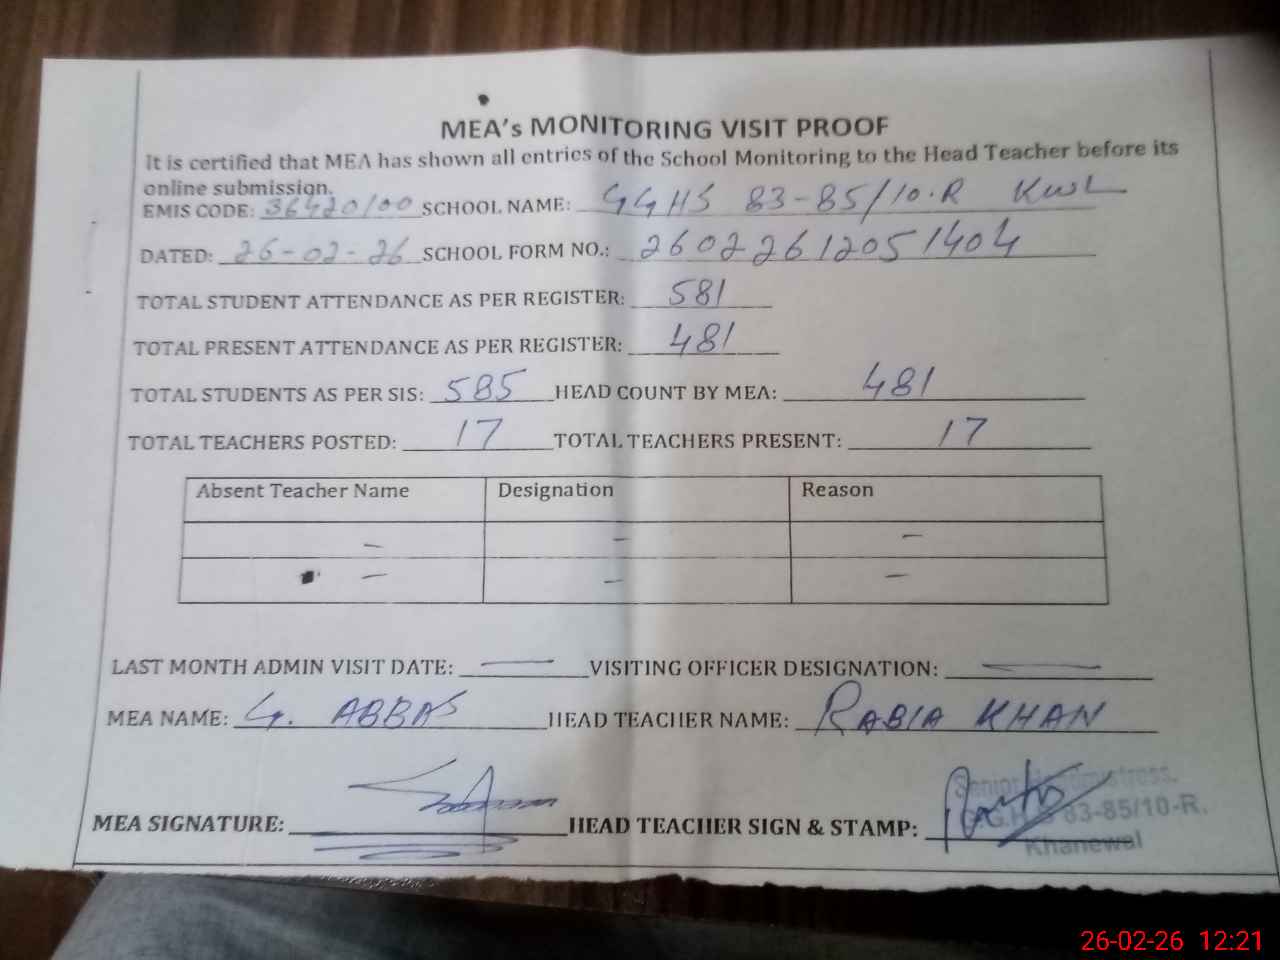 MEA's MONITORING VISIT PROOF
It is certified that MEA has shown all entries of the School Monitoring to the Head Teacher before its
online submission.
EMIS CODE: 36420100 SCHOOL NAME: GGHS 83-85/10.R KWL
DATED: 26-02-26 SCHOOL FORM NO.: 26022612051404
TOTAL STUDENT ATTENDANCE AS PER REGISTER: 581
TOTAL PRESENT ATTENDANCE AS PER REGISTER: 481
TOTAL STUDENTS AS PER SIS: 585 HEAD COUNT BY MEA: 481
TOTAL TEACHERS POSTED: 17 TOTAL TEACHERS PRESENT: 17
Absent Teacher Name Designation Reason
- - -
- - -
LAST MONTH ADMIN VISIT DATE: — VISITING OFFICER DESIGNATION: —
MEA NAME: G. ABBAS HEAD TEACHER NAME: RABIA KHAN
Senior Headmistress,
MEA SIGNATURE: HEAD TEACHER SIGN & STAMP: G.G.H.S 83-85/10-R.
Khanewal
26-02-26 12:21